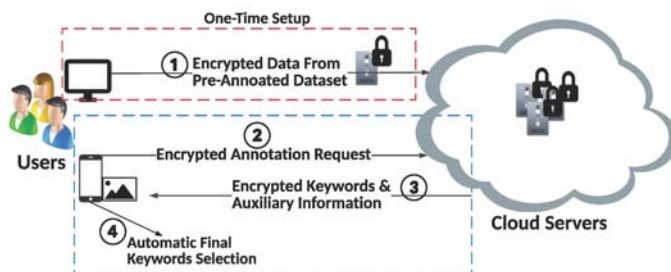 One-Time Setup
1 Encrypted Data From
Pre-Annoated Dataset
Users
2
Encrypted Annotation Request
Encrypted Keywords & 3
Auxiliary Information
4 Automatic Final
Keywords Selection
Cloud Servers